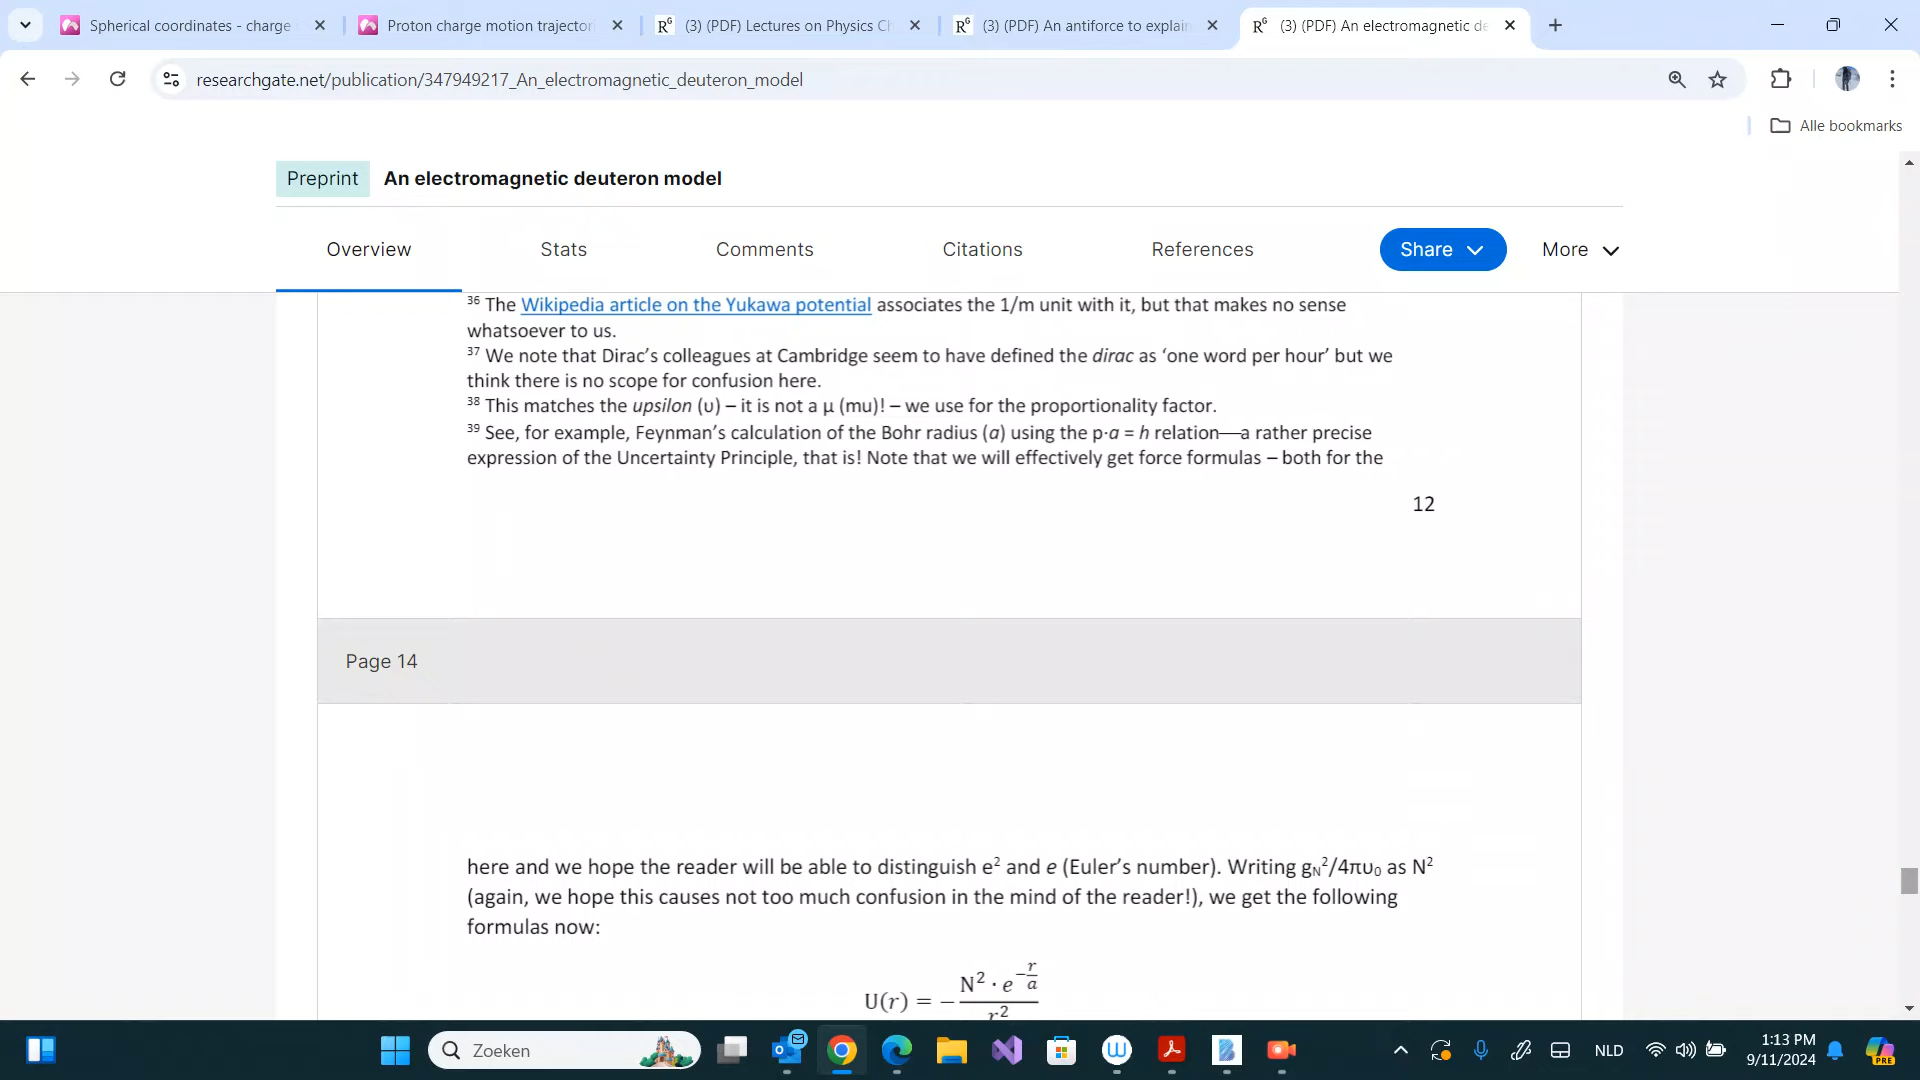 Spherical coordinates - charge
Proton charge motion trajectori
(3) (PDF) Lectures on Physics Ch
(3) (PDF) An antiforce to explain
(3) (PDF) An electromagnetic de
researchgate.net/publication/347949217_An_electromagnetic_deuteron_model
Alle bookmarks
Preprint An electromagnetic deuteron model
Overview Stats Comments Citations References Share More
36 The Wikipedia article on the Yukawa potential associates the 1/m unit with it, but that makes no sense
whatsoever to us.
37 We note that Dirac’s colleagues at Cambridge seem to have defined the dirac as ‘one word per hour’ but we
think there is no scope for confusion here.
38 This matches the upsilon (υ) – it is not a μ (mu)! – we use for the proportionality factor.
39 See, for example, Feynman’s calculation of the Bohr radius (a) using the p·a = h relation—a rather precise
expression of the Uncertainty Principle, that is! Note that we will effectively get force formulas – both for the
12
Page 14
here and we hope the reader will be able to distinguish e² and e (Euler’s number). Writing gN²/4πυ₀ as N²
(again, we hope this causes not too much confusion in the mind of the reader!), we get the following
formulas now:
U(r) = − N² · e^(−r/a) / r²
Zoeken
NLD
1:13 PM
9/11/2024
PRE